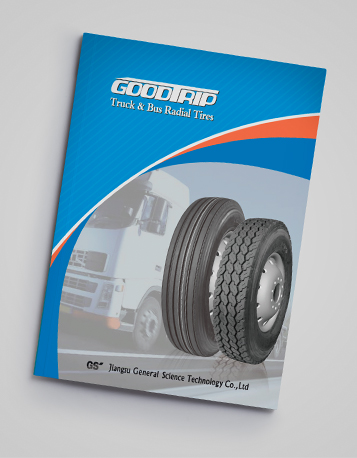 GOODTRIP
Truck & Bus Radial Tires
GS Jiangsu General Science Technology Co.,Ltd